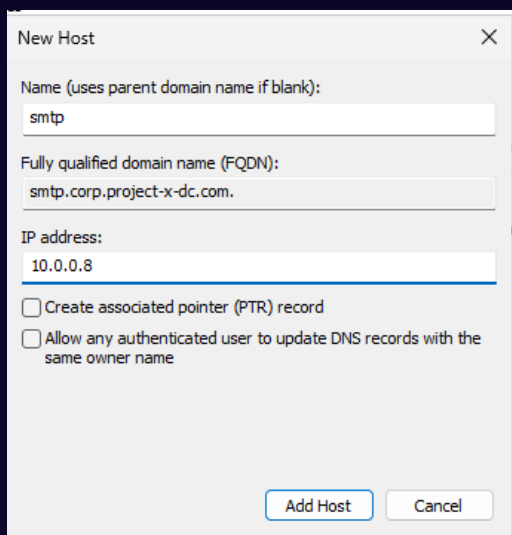 New Host
Name (uses parent domain name if blank):
smtp
Fully qualified domain name (FQDN):
smtp.corp.project-x-dc.com.
IP address:
10.0.0.8
Create associated pointer (PTR) record
Allow any authenticated user to update DNS records with the
same owner name
Add Host
Cancel